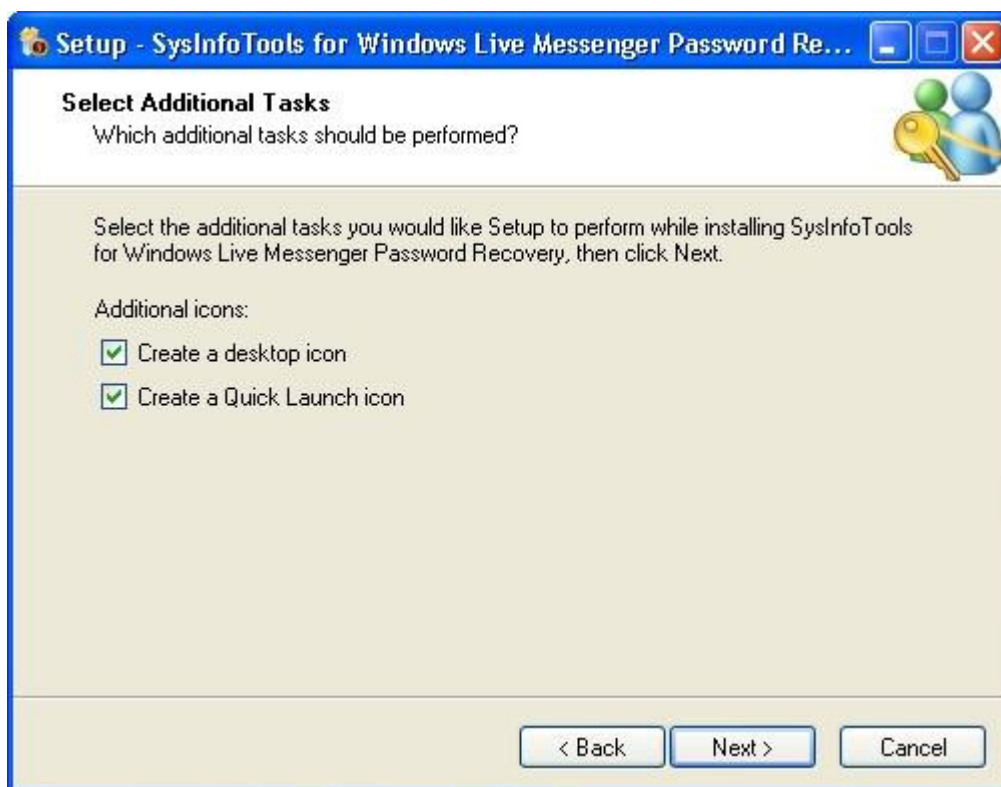 Setup - SysInfoTools for Windows Live Messenger Password Re...
Select Additional Tasks
Which additional tasks should be performed?
Select the additional tasks you would like Setup to perform while installing SysInfoTools
for Windows Live Messenger Password Recovery, then click Next.
Additional icons:
Create a desktop icon
Create a Quick Launch icon
< Back
Next >
Cancel